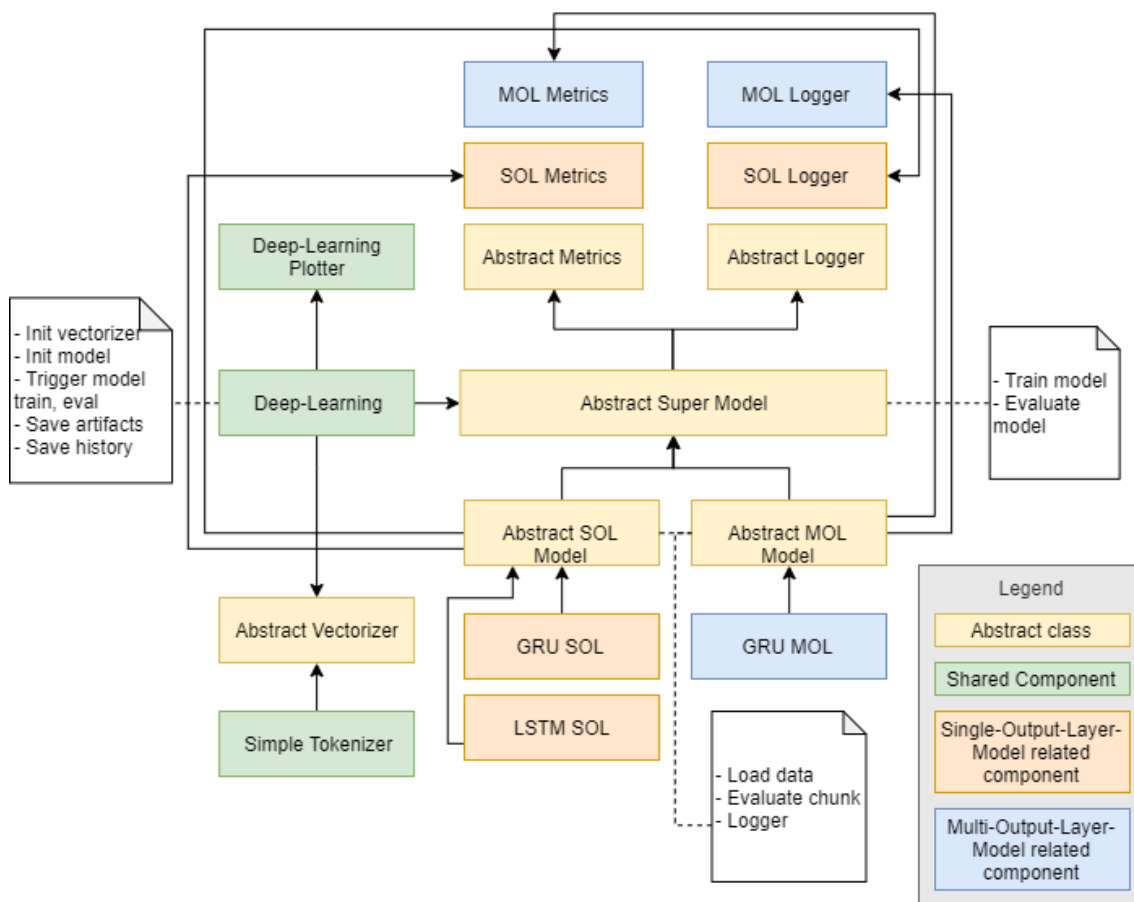 MOL Metrics
MOL Logger
SOL Metrics
SOL Logger
Deep-Learning
Plotter
Abstract Metrics
Abstract Logger
- Init vectorizer
- Init model
- Trigger model
train, eval
- Save artifacts
- Save history
Deep-Learning
Abstract Super Model
- Train model
- Evaluate
model
Abstract SOL
Model
Abstract MOL
Model
Abstract Vectorizer
GRU SOL
GRU MOL
Simple Tokenizer
LSTM SOL
- Load data
- Evaluate chunk
- Logger
Legend
Abstract class
Shared Component
Single-Output-Layer-
Model related
component
Multi-Output-Layer-
Model related
component